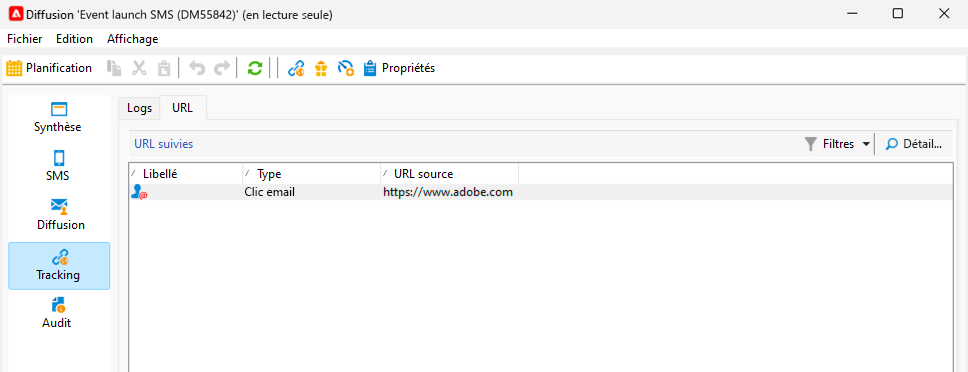 Diffusion 'Event launch SMS (DM55842)' (en lecture seule)
Fichier Edition Affichage
Planification Propriétés
Synthèse
SMS
Diffusion
Tracking
Audit
Logs URL
URL suivies Filtres Détail...
Libellé Type URL source
Clic email https://www.adobe.com